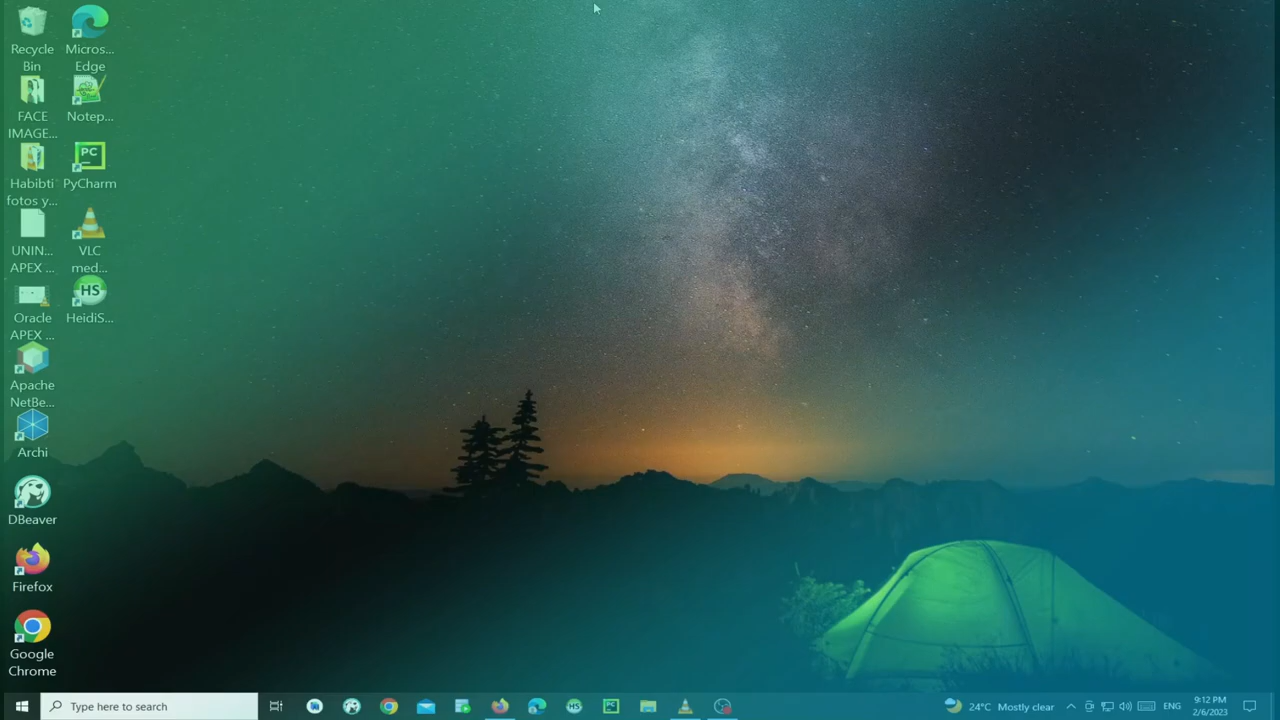 Recycle
Bin
Micros...
Edge
FACE
IMAGE...
Notep...
Habibti
fotos y...
PC
PyCharm
UNIN...
APEX ...
VLC
med...
Oracle
APEX ...
HS
HeidiS...
Apache
NetBe...
Archi
DBeaver
Firefox
Google
Chrome
Type here to search
HS
PC
24°C Mostly clear
ENG
9:12 PM
2/6/2023